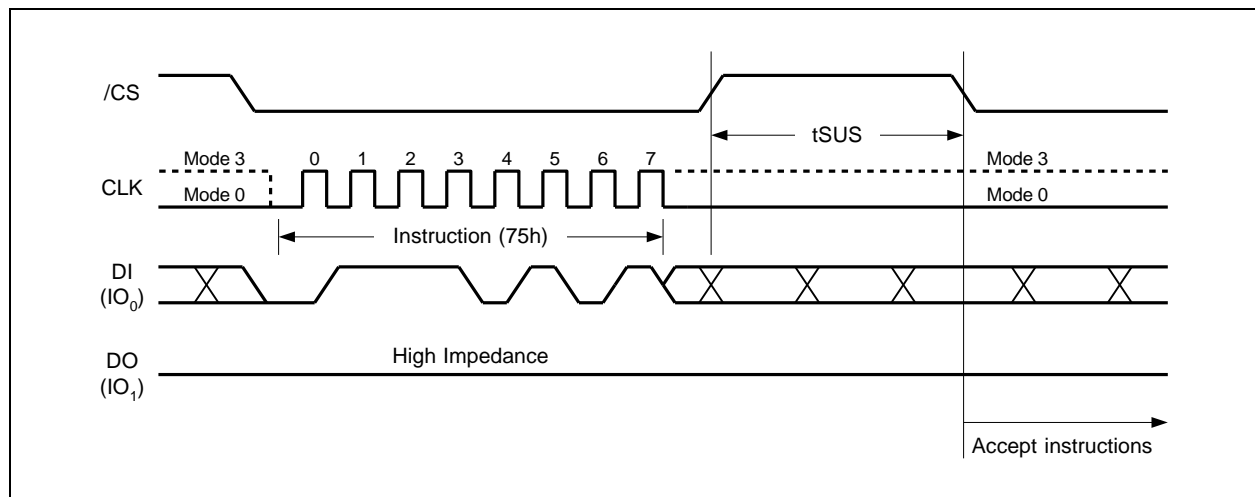 /CS
tSUS
Mode 3 0 1 2 3 4 5 6 7 Mode 3
CLK
Mode 0 Mode 0
Instruction (75h)
DI
(IO0)
High Impedance
DO
(IO1)
Accept instructions